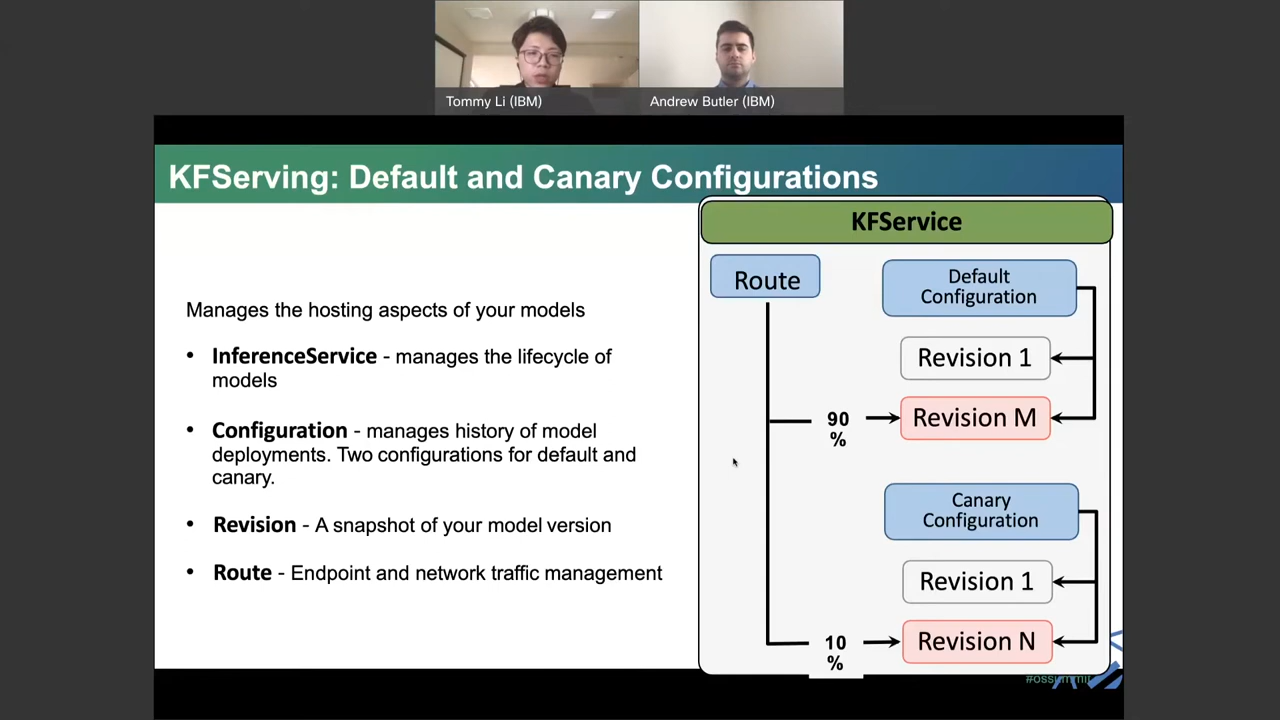 Tommy Li (IBM)
Andrew Butler (IBM)
KFServing: Default and Canary Configurations
Manages the hosting aspects of your models
• InferenceService - manages the lifecycle of
models
• Configuration - manages history of model
deployments. Two configurations for default and
canary.
• Revision - A snapshot of your model version
• Route - Endpoint and network traffic management
KFService
Route
Default
Configuration
Revision 1
90
%
Revision M
Canary
Configuration
Revision 1
10
%
Revision N